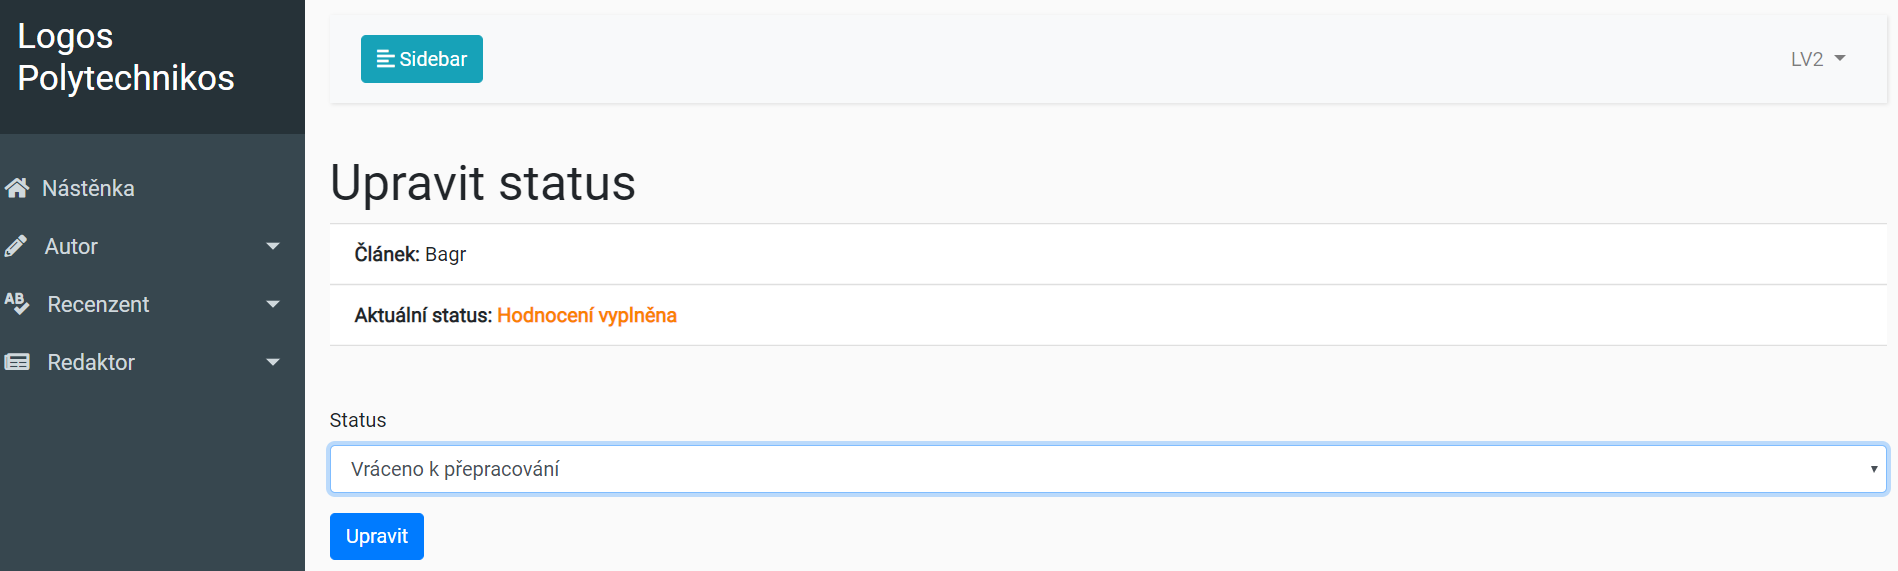 Logos
Polytechnikos
Sidebar
LV2
Nástěnka
Autor
Recenzent
Redaktor
Upravit status
Článek: Bagr
Aktuální status: Hodnocení vyplněna
Status
Vráceno k přepracování
Upravit